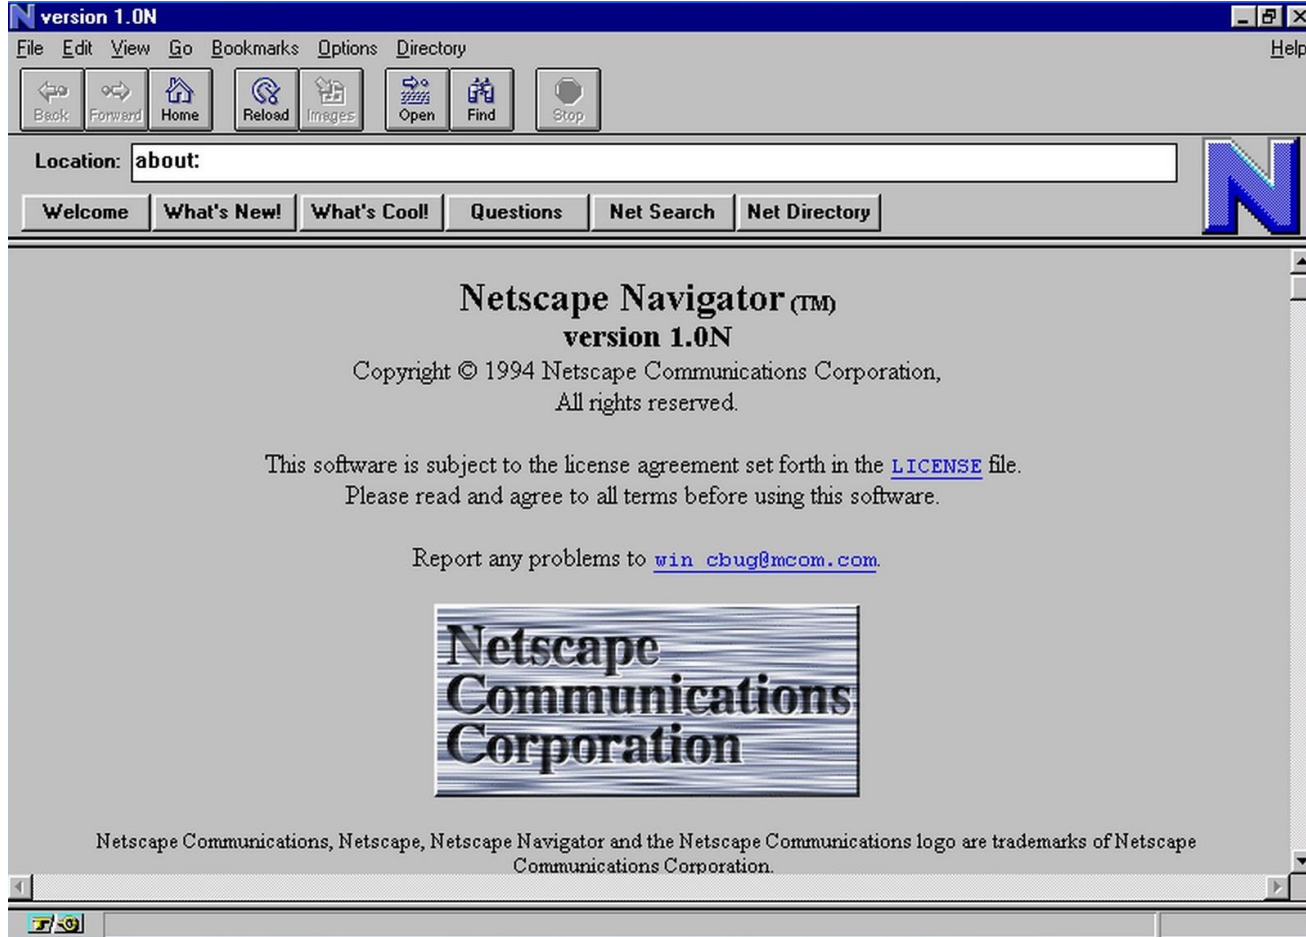 version 1.0N
File Edit View Go Bookmarks Options Directory Help
Back Forward Home Reload Images Open Find Stop
Location: about:
Welcome What's New! What's Cool! Questions Net Search Net Directory
N
Netscape Navigator (TM)
version 1.0N
Copyright © 1994 Netscape Communications Corporation,
All rights reserved.
This software is subject to the license agreement set forth in the LICENSE file.
Please read and agree to all terms before using this software.
Report any problems to win_cbug@mcom.com.
Netscape
Communications
Corporation
Netscape Communications, Netscape, Netscape Navigator and the Netscape Communications logo are trademarks of Netscape
Communications Corporation.